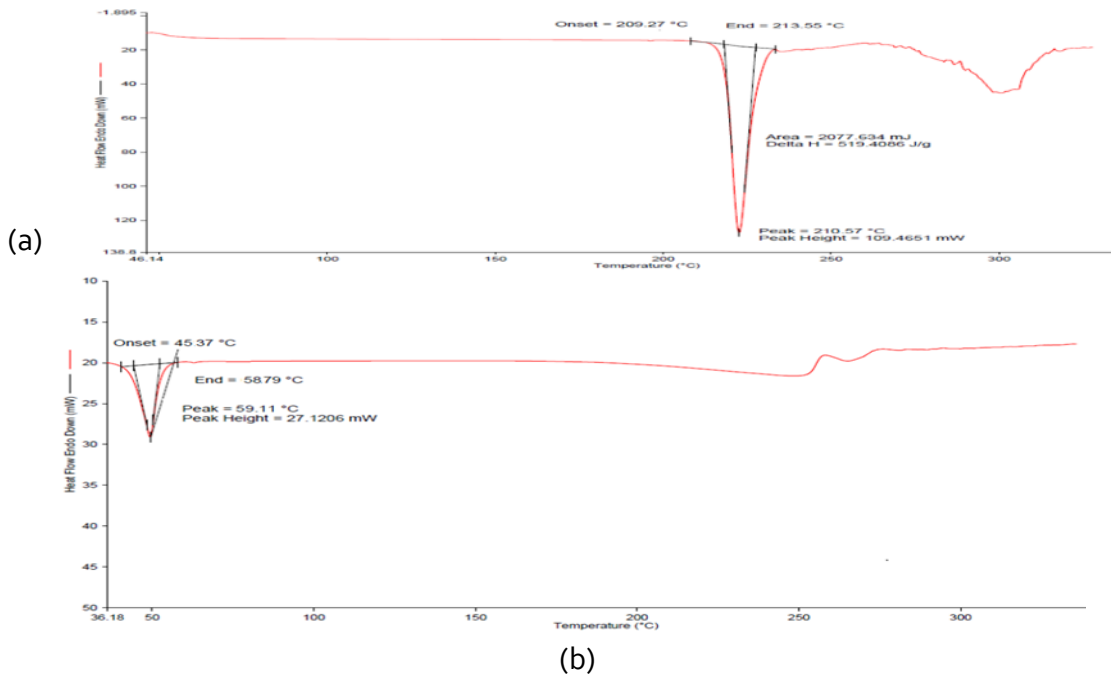 -1.895
Onset = 209.27 °C
End = 213.55 °C
20
40
60
80
100
120
138.8
Heat Flow Endo Down (mW)
Area = 2077.634 mJ
Delta H = 519.4086 J/g
Peak = 210.57 °C
Peak Height = 109.4651 mW
(a)
46.14
100
150
200
250
300
Temperature (°C)
10
15
20
25
30
35
40
45
50
Heat Flow Endo Down (mW)
Onset = 45.37 °C
End = 58.79 °C
Peak = 59.11 °C
Peak Height = 27.1206 mW
36.18
50
100
150
200
250
300
Temperature (°C)
(b)